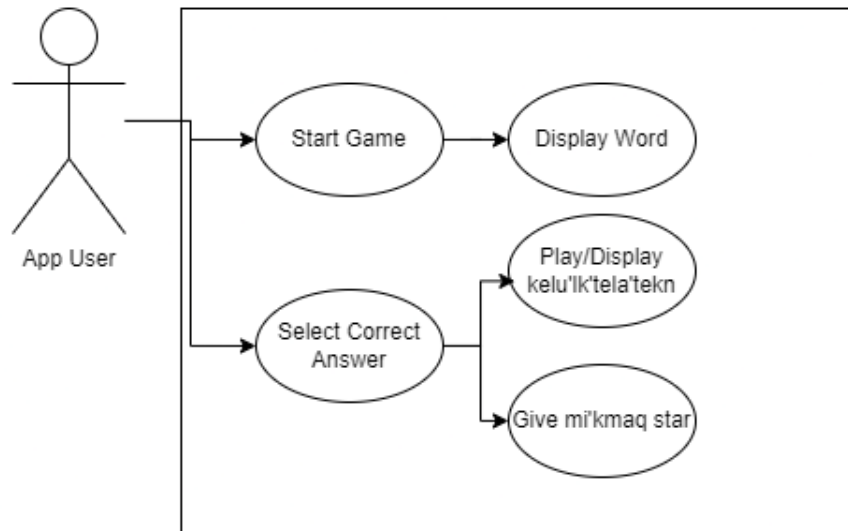 Start Game
Display Word
App User
Play/Display
kelu'lk'tela'tekn
Select Correct
Answer
Give mi'kmaq star